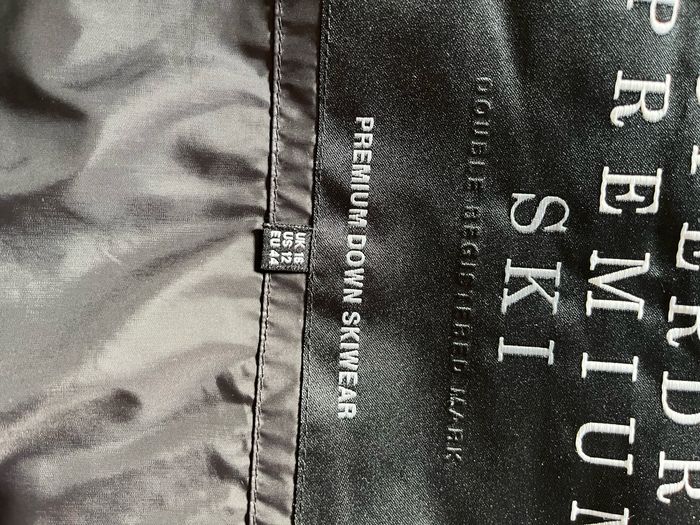 PREMIUM
SKI
DOUBLE REGISTERED MARK
PREMIUM DOWN SKIWEAR
UK 16
US 12
EU 44